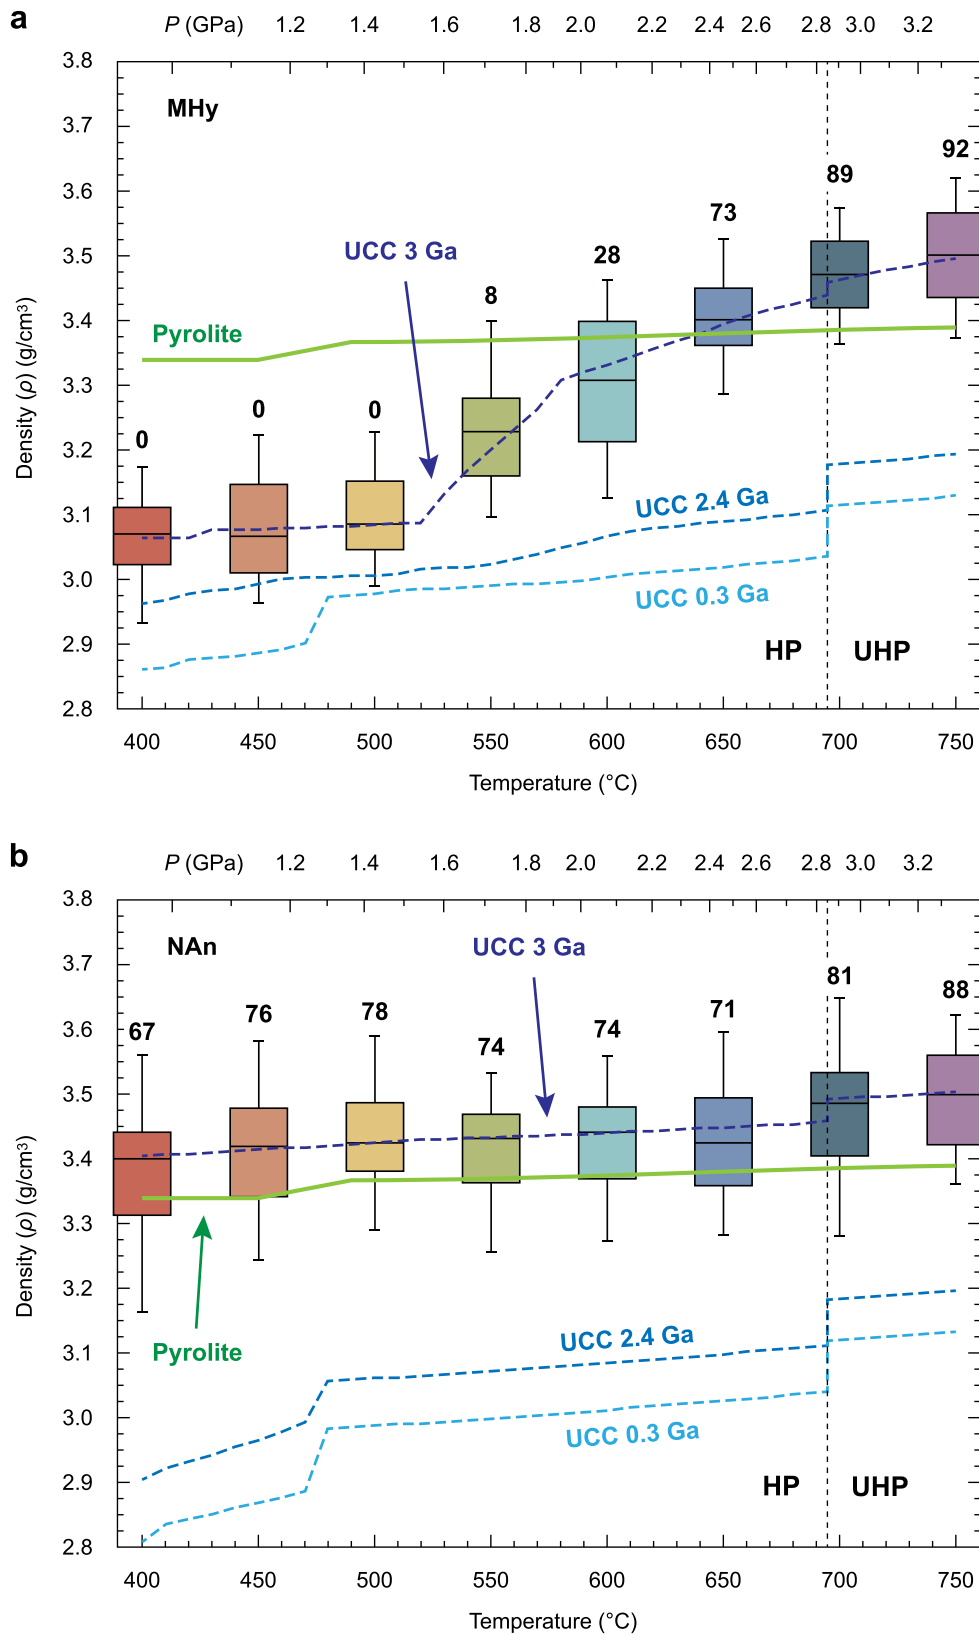 a
P (GPa) 1.2 1.4 1.6 1.8 2.0 2.2 2.4 2.6 2.8 3.0 3.2
3.8
MHy
3.7
3.6
3.5
3.4
3.3
3.2
3.1
3.0
2.9
2.8
Density (ρ) (g/cm³)
UCC 3 Ga
Pyrolite
0
0
0
8
28
73
89
92
UCC 2.4 Ga
UCC 0.3 Ga
HP UHP
400 450 500 550 600 650 700 750
Temperature (°C)
b
P (GPa) 1.2 1.4 1.6 1.8 2.0 2.2 2.4 2.6 2.8 3.0 3.2
3.8
NAn
3.7
3.6
3.5
3.4
3.3
3.2
3.1
3.0
2.9
2.8
Density (ρ) (g/cm³)
UCC 3 Ga
67
76
78
74
74
71
81
88
Pyrolite
UCC 2.4 Ga
UCC 0.3 Ga
HP UHP
400 450 500 550 600 650 700 750
Temperature (°C)